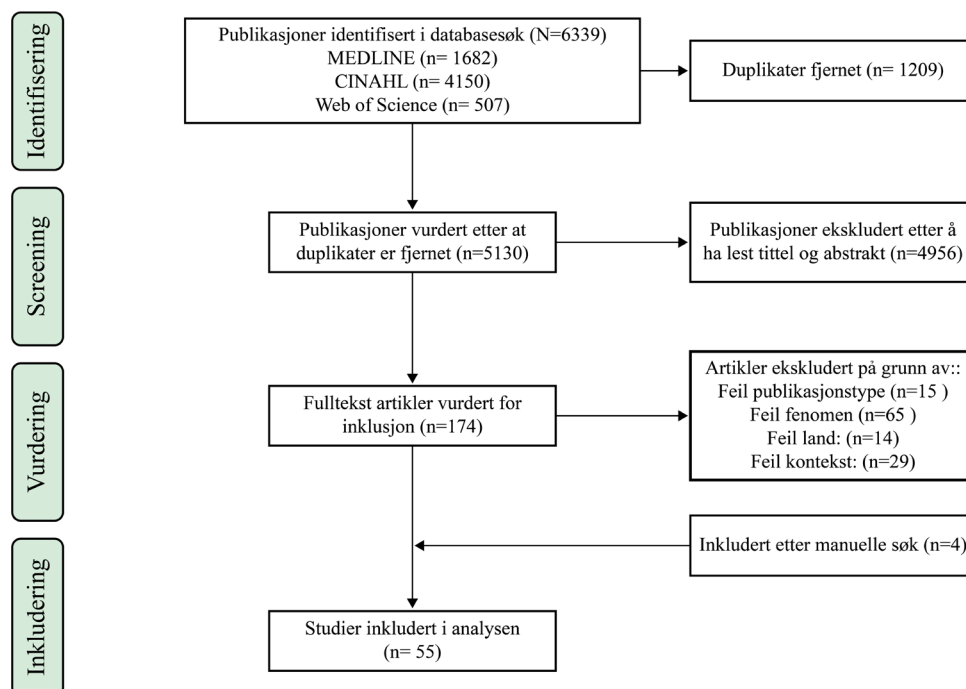 Identifisering
Publikasjoner identifisert i databasesøk (N=6339)
MEDLINE (n= 1682)
CINAHL (n= 4150)
Web of Science (n= 507)
Duplikater fjernet (n= 1209)
Screening
Publikasjoner vurdert etter at
duplikater er fjernet (n=5130)
Publikasjoner ekskludert etter å
ha lest tittel og abstrakt (n=4956)
Vurdering
Fulltekst artikler vurdert for
inklusjon (n=174)
Artikler ekskludert på grunn av::
Feil publikasjonstype (n=15 )
Feil fenomen (n=65 )
Feil land: (n=14)
Feil kontekst: (n=29)
Inkludering
Inkludert etter manuelle søk (n=4)
Studier inkludert i analysen
(n= 55)